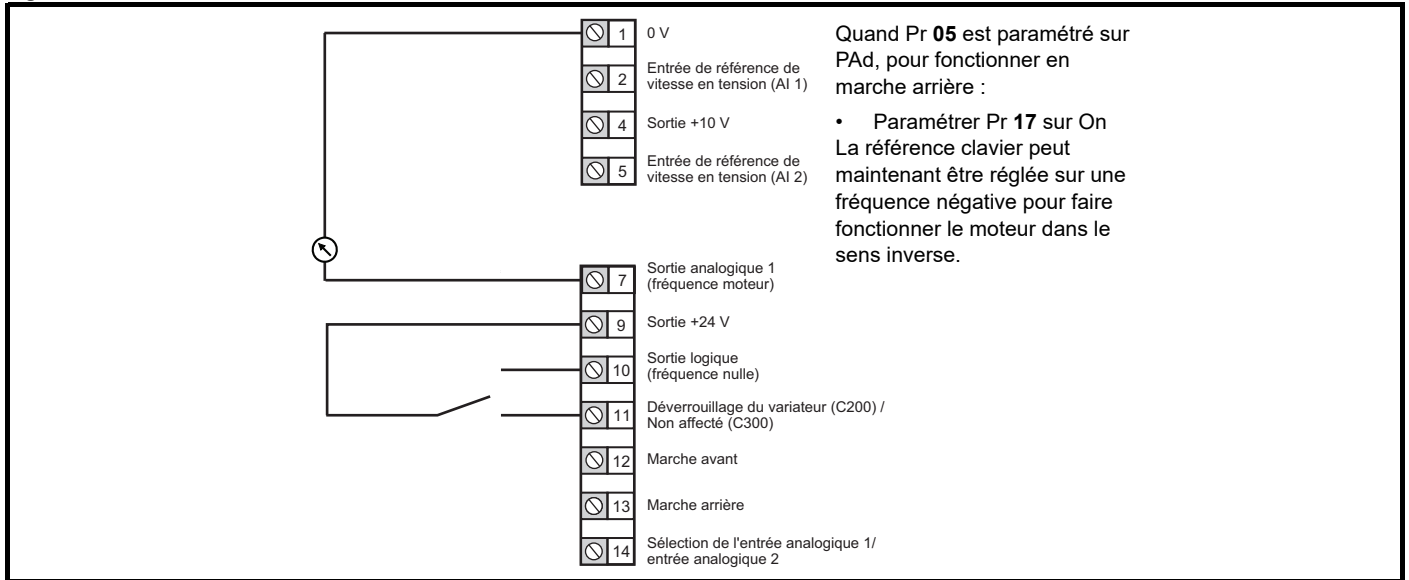 1 0 V
2 Entrée de référence de
vitesse en tension (AI 1)
4 Sortie +10 V
5 Entrée de référence de
vitesse en tension (AI 2)
7 Sortie analogique 1
(fréquence moteur)
9 Sortie +24 V
10 Sortie logique
(fréquence nulle)
11 Déverrouillage du variateur (C200) /
Non affecté (C300)
12 Marche avant
13 Marche arrière
14 Sélection de l'entrée analogique 1/
entrée analogique 2
Quand Pr 05 est paramétré sur
PAd, pour fonctionner en
marche arrière :
• Paramétrer Pr 17 sur On
La référence clavier peut
maintenant être réglée sur une
fréquence négative pour faire
fonctionner le moteur dans le
sens inverse.